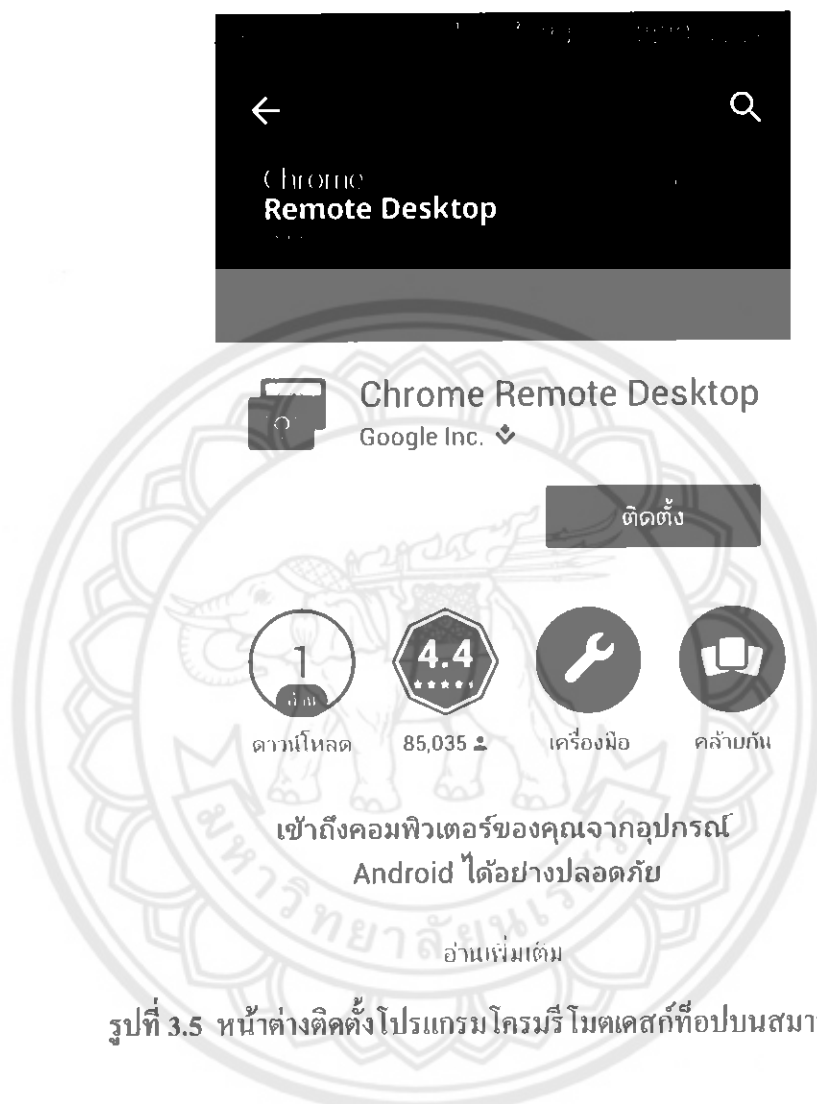 Chrome
Remote Desktop
Chrome Remote Desktop
Google Inc.
ติดตั้ง
1
ล้าน
4.4
ดาวน์โหลด
85,035
เครื่องมือ
คล้ายกัน
เข้าถึงคอมพิวเตอร์ของคุณจากอุปกรณ์
Android ได้อย่างปลอดภัย
อ่านเพิ่มเติม
รูปที่ 3.5 หน้าต่างติดตั้งโปรแกรมโครมรีโมตเดสก์ท็อปบนสมา